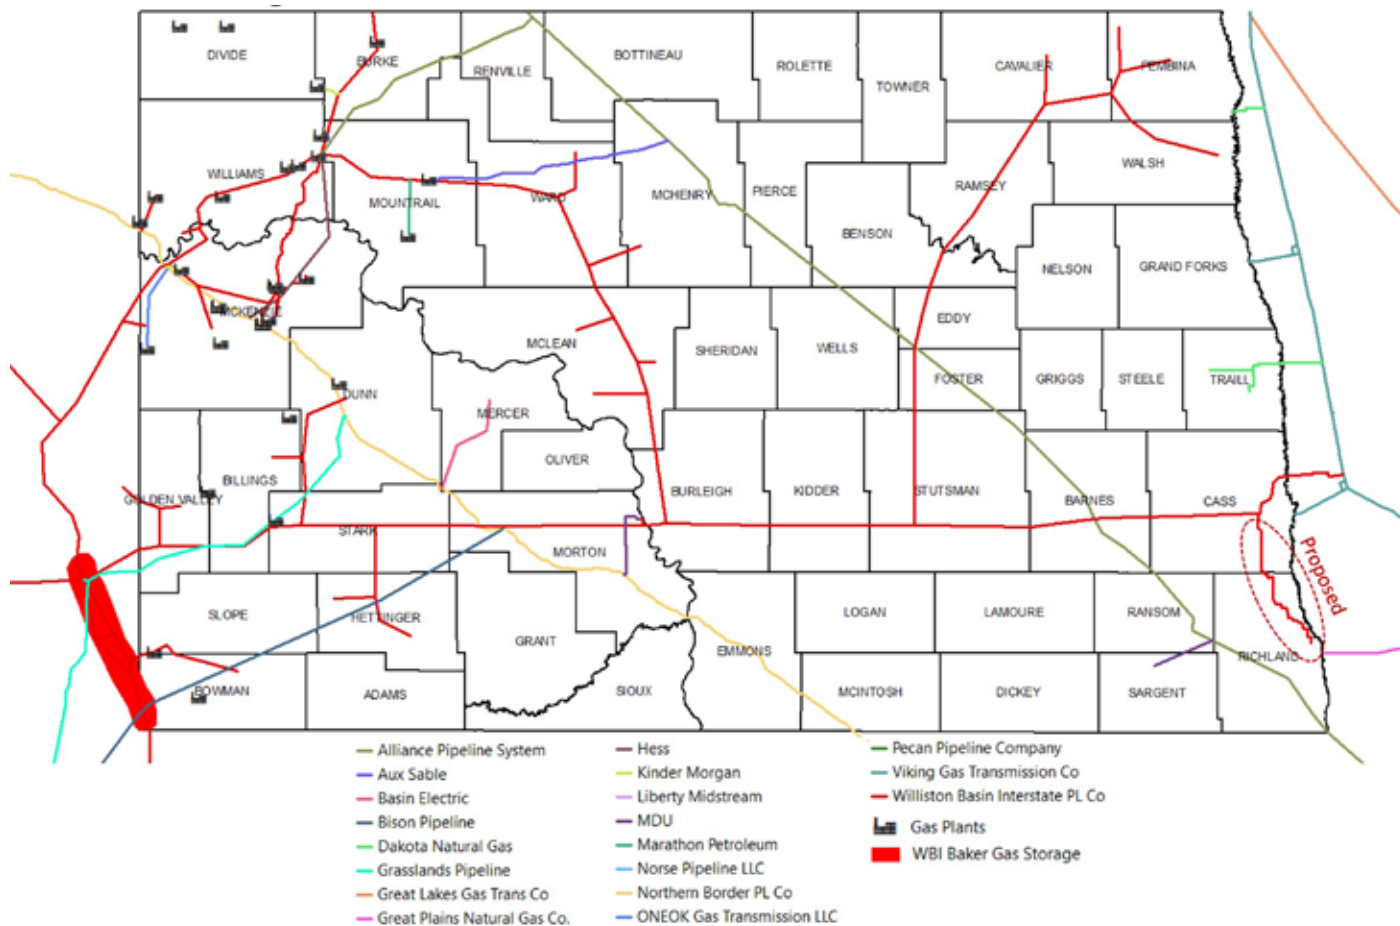 DIVIDE
BURKE
RENVILLE
BOTTINEAU
ROLETTE
TOWNER
CAVALIER
PEMBINA
WILLIAMS
MOUNTRAIL
WARD
MCHENRY
PIERCE
BENSON
RAMSEY
WALSH
NELSON
GRAND FORKS
MCKENZIE
MCLEAN
SHERIDAN
WELLS
EDDY
FOSTER
GRIGGS
STEELE
TRAILL
DUNN
MERCER
OLIVER
BILLINGS
GOLDEN VALLEY
BURLEIGH
KIDDER
STUTSMAN
BARNES
CASS
STARK
MORTON
Proposed
SLOPE
HETTINGER
GRANT
EMMONS
LOGAN
LAMOURE
RANSOM
RICHLAND
BOWMAN
ADAMS
SIOUX
MCINTOSH
DICKEY
SARGENT
Alliance Pipeline System
Aux Sable
Basin Electric
Bison Pipeline
Dakota Natural Gas
Grasslands Pipeline
Great Lakes Gas Trans Co
Great Plains Natural Gas Co.
Hess
Kinder Morgan
Liberty Midstream
MDU
Marathon Petroleum
Norse Pipeline LLC
Northern Border PL Co
ONEOK Gas Transmission LLC
Pecan Pipeline Company
Viking Gas Transmission Co
Williston Basin Interstate PL Co
Gas Plants
WBI Baker Gas Storage